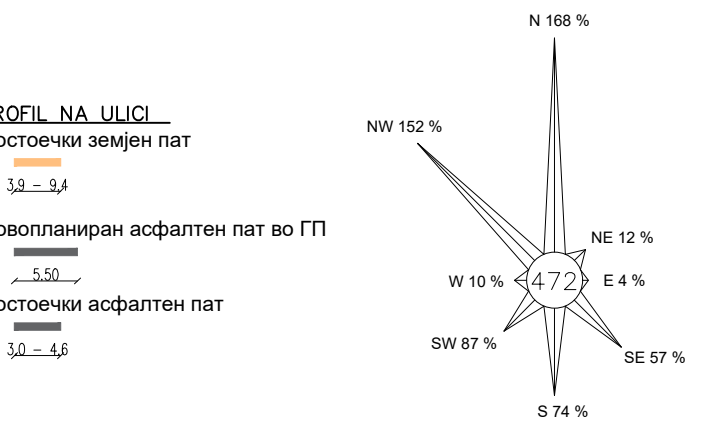 ROFIL NA ULICI
остоечки земјен пат
3,9 – 9,4
овопланиран асфалтен пат во ГП
5.50
остоечки асфалтен пат
3,0 – 4,6
N 168 %
NW 152 %
NE 12 %
W 10 %
472
E 4 %
SW 87 %
SE 57 %
S 74 %